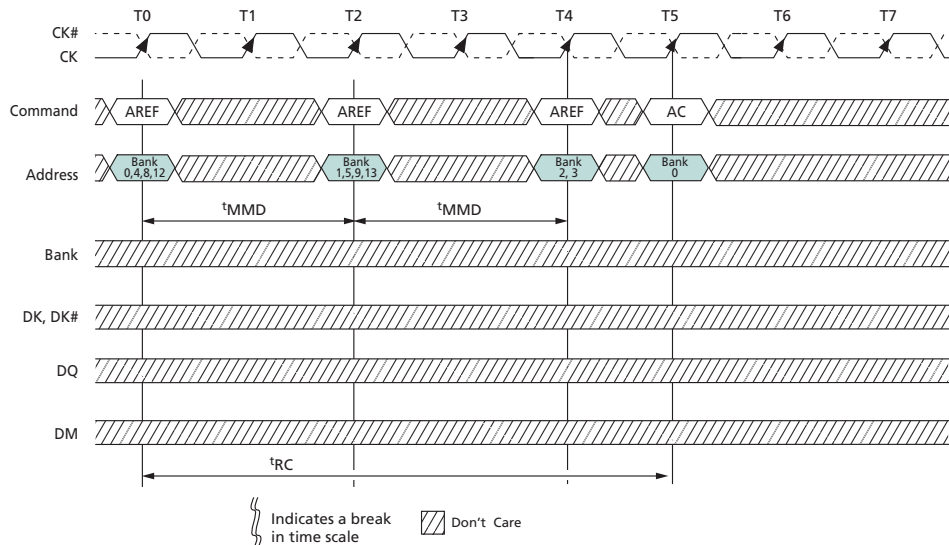 T0 T1 T2 T3 T4 T5 T6 T7
CK#
CK
Command AREF AREF AREF AC
Address Bank 0,4,8,12 Bank 1,5,9,13 Bank 2, 3 Bank 0
tMMD tMMD
Bank
DK, DK#
DQ
DM
tRC
Indicates a break
in time scale
Don't Care